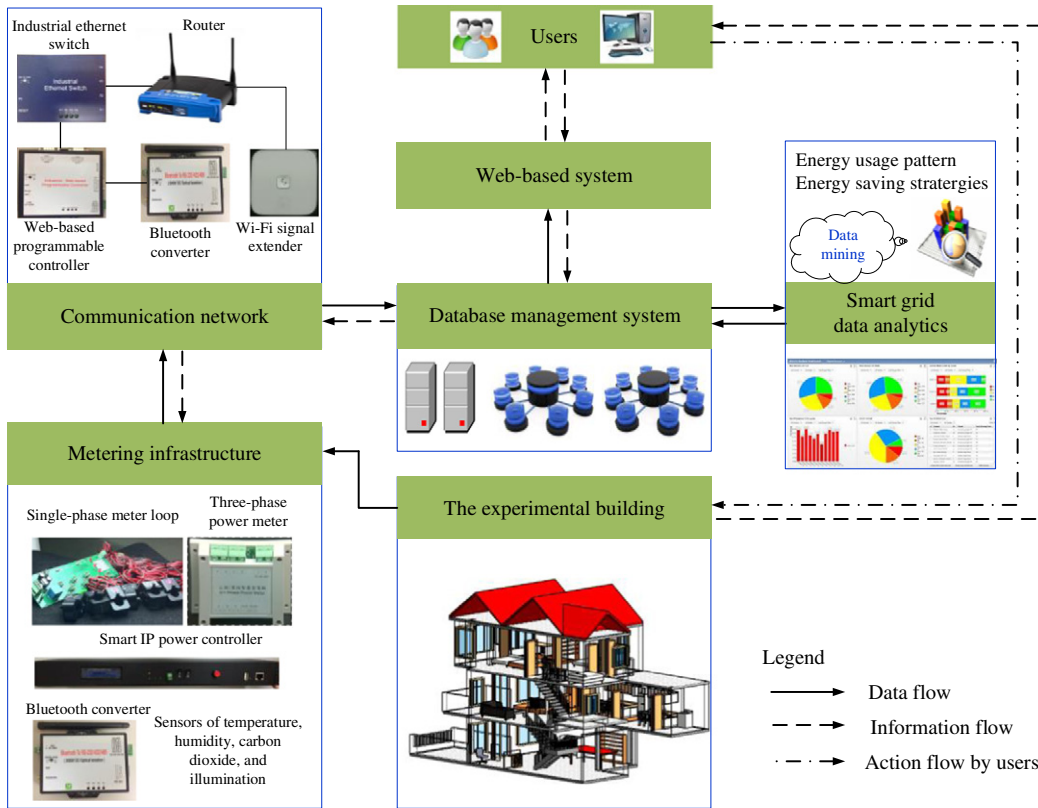 Industrial ethernet
switch
Router
Industrial
Ethernet Switch
Web-based
programmable
controller
Bluetooth
converter
Wi-Fi signal
extender
Communication network
Users
Web-based system
Database management system
Energy usage pattern
Energy saving stratergies
Data
mining
Smart grid
data analytics
Metering infrastructure
Single-phase meter loop
Three-phase
power meter
Smart IP power controller
Bluetooth converter
Sensors of temperature,
humidity, carbon
dioxide, and
illumination
The experimental building
Legend
Data flow
Information flow
Action flow by users